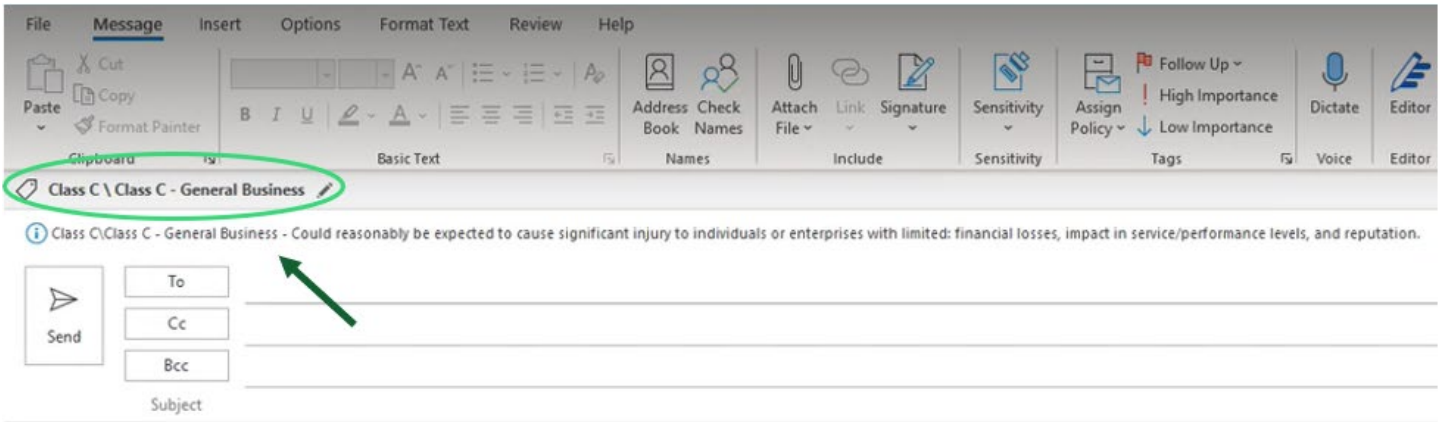 File Message Insert Options Format Text Review Help
Cut
Copy
Paste
Format Painter
Clipboard
A^ A˅
B I U A
Basic Text
Address Book
Check Names
Names
Attach File
Link
Signature
Include
Sensitivity
Sensitivity
Assign Policy
Follow Up
High Importance
Low Importance
Tags
Dictate
Voice
Editor
Editor
Class C \ Class C - General Business
Class C\Class C - General Business - Could reasonably be expected to cause significant injury to individuals or enterprises with limited: financial losses, impact in service/performance levels, and reputation.
Send
To
Cc
Bcc
Subject